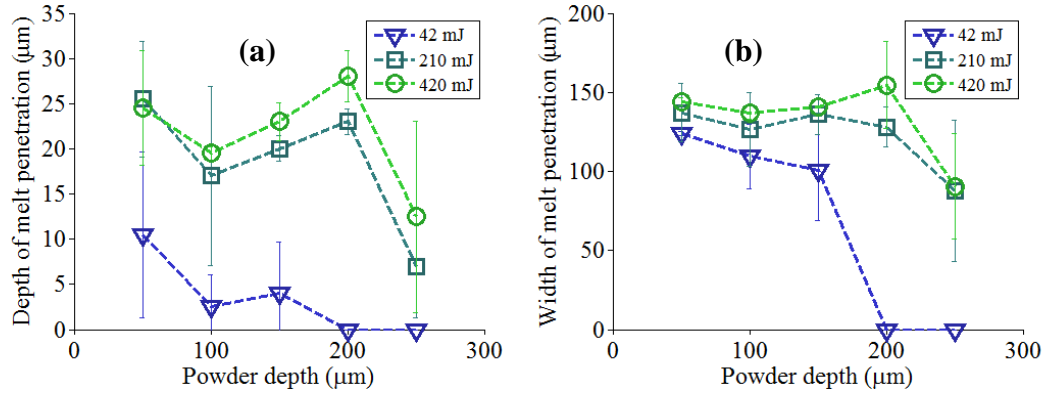 (a)
42 mJ
210 mJ
420 mJ
35
30
25
20
15
10
5
0
0
100
200
300
Depth of melt penetration (μm)
Powder depth (μm)
(b)
42 mJ
210 mJ
420 mJ
200
150
100
50
0
0
100
200
300
Width of melt penetration (μm)
Powder depth (μm)